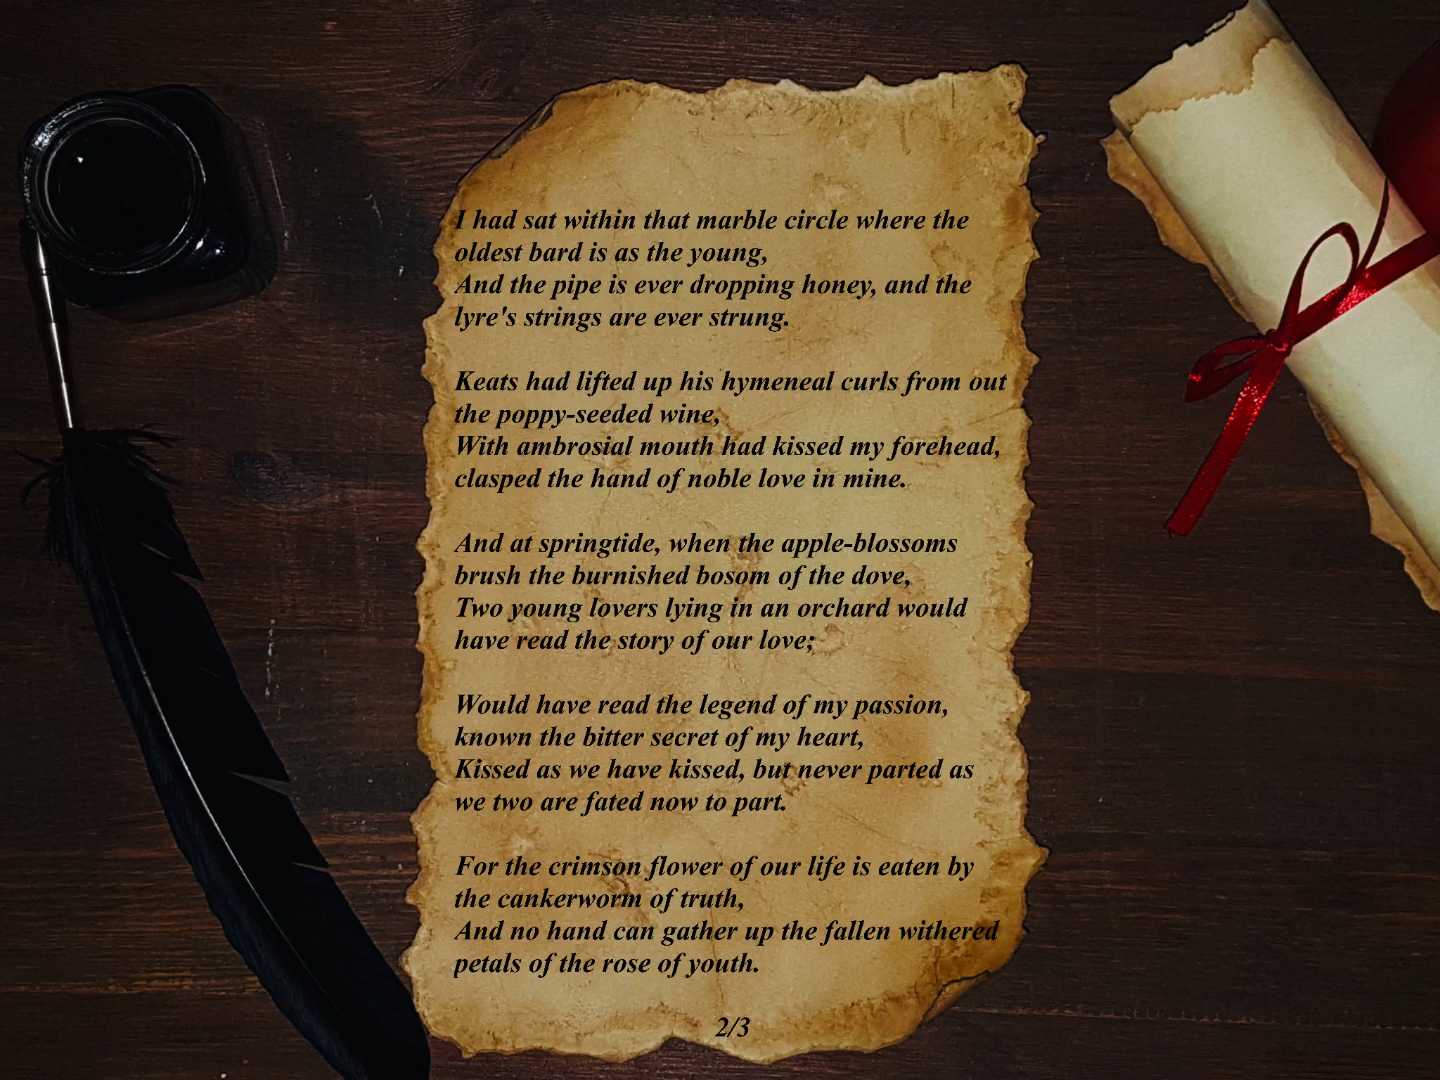 I had sat within that marble circle where the
oldest bard is as the young,
And the pipe is ever dropping honey, and the
lyre's strings are ever strung.
Keats had lifted up his hymeneal curls from out
the poppy-seeded wine,
With ambrosial mouth had kissed my forehead,
clasped the hand of noble love in mine.
And at springtide, when the apple-blossoms
brush the burnished bosom of the dove,
Two young lovers lying in an orchard would
have read the story of our love;
Would have read the legend of my passion,
known the bitter secret of my heart,
Kissed as we have kissed, but never parted as
we two are fated now to part.
For the crimson flower of our life is eaten by
the cankerworm of truth,
And no hand can gather up the fallen withered
petals of the rose of youth.
2/3